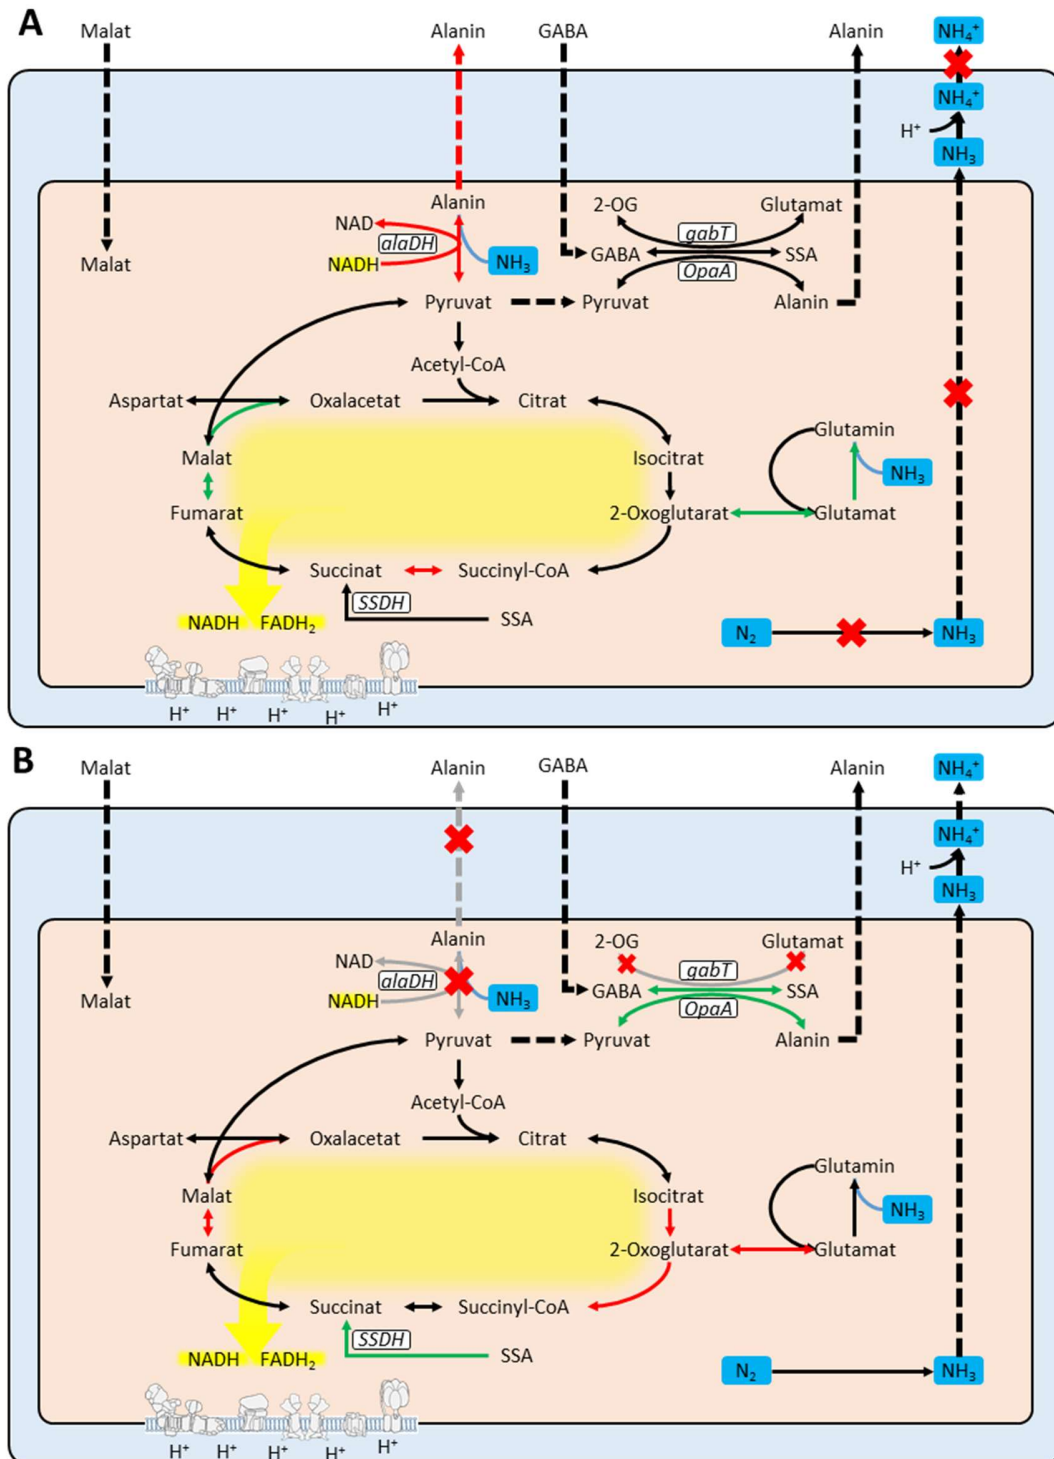 A
Malat Alanin GABA Alanin NH₄⁺
NH₄⁺
H⁺
NH₃
Alanin 2-OG Glutamat
NAD alaDH gabT
NADH NH₃ GABA SSA
OpaA
Malat
Pyruvat Pyruvat Alanin
Acetyl-CoA
Aspartat Oxalacetat Citrat
Glutamin
Malat Isocitrat NH₃
Fumarat 2-Oxoglutarat Glutamat
Succinat Succinyl-CoA
SSDH
NADH FADH₂ SSA N₂ NH₃
H⁺ H⁺ H⁺ H⁺ H⁺
B
Malat Alanin GABA Alanin NH₄⁺
NH₄⁺
H⁺
NH₃
Alanin 2-OG Glutamat
NAD alaDH gabT
NADH NH₃ GABA SSA
OpaA
Malat
Pyruvat Pyruvat Alanin
Acetyl-CoA
Aspartat Oxalacetat Citrat
Glutamin
Malat Isocitrat NH₃
Fumarat 2-Oxoglutarat Glutamat
Succinat Succinyl-CoA
SSDH
NADH FADH₂ SSA N₂ NH₃
H⁺ H⁺ H⁺ H⁺ H⁺